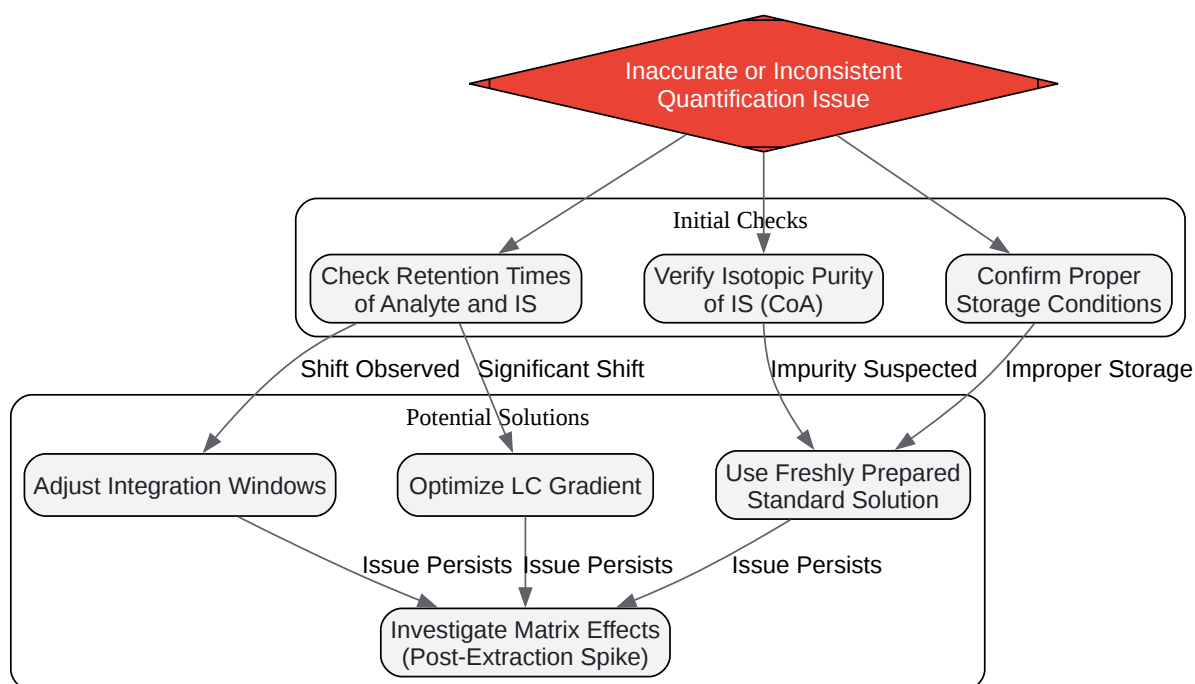 Inaccurate or Inconsistent
Quantification Issue
Initial Checks
Check Retention Times
of Analyte and IS
Verify Isotopic Purity
of IS (CoA)
Confirm Proper
Storage Conditions
Shift Observed
Significant Shift
Impurity Suspected
Improper Storage
Potential Solutions
Adjust Integration Windows
Optimize LC Gradient
Use Freshly Prepared
Standard Solution
Issue Persists
Issue Persists
Issue Persists
Investigate Matrix Effects
(Post-Extraction Spike)